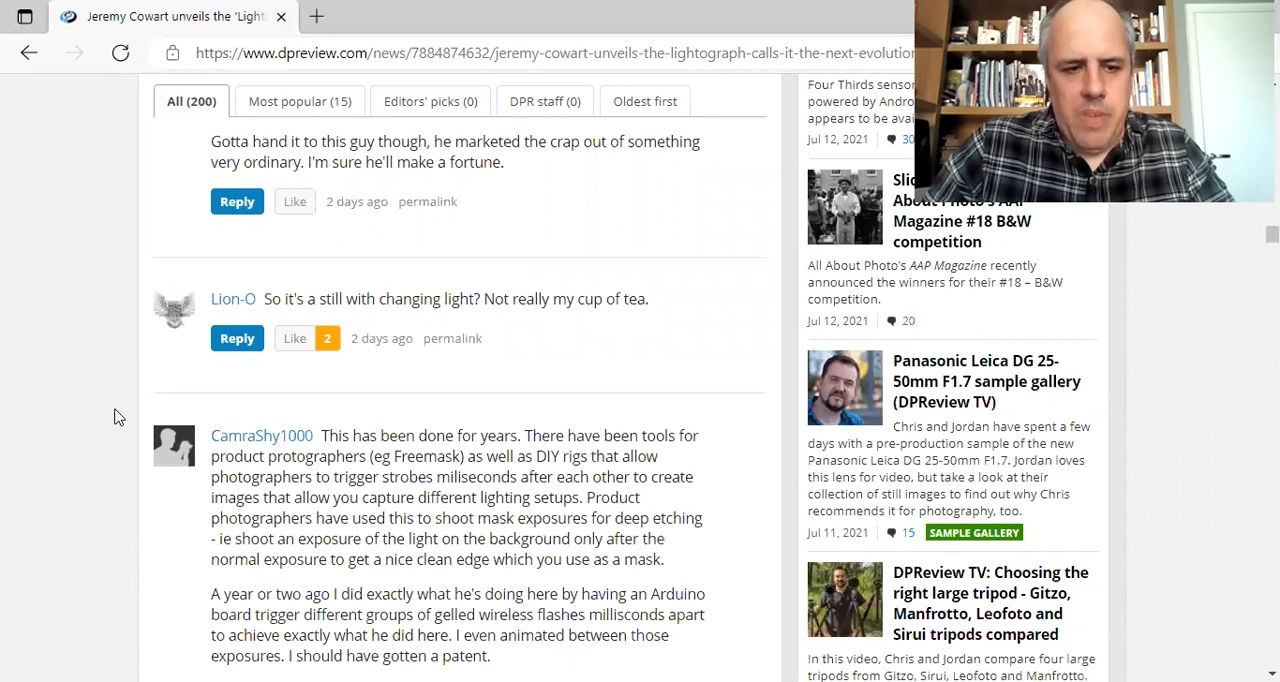 Jeremy Cowart unveils the 'Light
https://www.dpreview.com/news/7884874632/jeremy-cowart-unveils-the-lightograph-calls-it-the-next-evolution
All (200)
Most popular (15)
Editors' picks (0)
DPR staff (0)
Oldest first
Gotta hand it to this guy though, he marketed the crap out of something
very ordinary. I'm sure he'll make a fortune.
Reply Like 2 days ago permalink
Lion-O So it's a still with changing light? Not really my cup of tea.
Reply Like 2 2 days ago permalink
CamraShy1000 This has been done for years. There have been tools for
product protographers (eg Freemask) as well as DIY rigs that allow
photographers to trigger strobes miliseconds after each other to create
images that allow you capture different lighting setups. Product
photographers have used this to shoot mask exposures for deep etching
- ie shoot an exposure of the light on the background only after the
normal exposure to get a nice clean edge which you use as a mask.
A year or two ago I did exactly what he's doing here by having an Arduino
board trigger different groups of gelled wireless flashes milliseconds apart
to achieve exactly what he did here. I even animated between those
exposures. I should have gotten a patent.
Four Thirds senso
powered by Andro
appears to be avai
Jul 12, 2021 30
Slid
About Photo's AAP
Magazine #18 B&W
competition
All About Photo's AAP Magazine recently
announced the winners for their #18 – B&W
competition.
Jul 12, 2021 20
Panasonic Leica DG 25-
50mm F1.7 sample gallery
(DPReview TV)
Chris and Jordan have spent a few
days with a pre-production sample of the new
Panasonic Leica DG 25-50mm F1.7. Jordan loves
this lens for video, but take a look at their
collection of still images to find out why Chris
recommends it for photography, too.
Jul 11, 2021 15 SAMPLE GALLERY
DPReview TV: Choosing the
right large tripod - Gitzo,
Manfrotto, Leofoto and
Sirui tripods compared
In this video, Chris and Jordan compare four large
tripods from Gitzo, Sirui, Leofoto and Manfrotto.